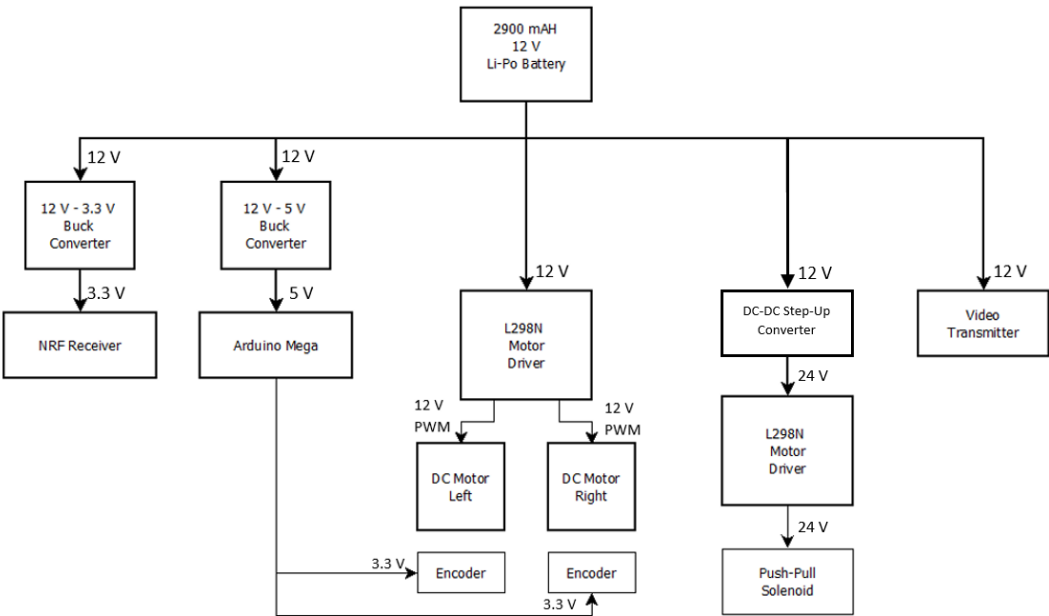 2900 mAH
12 V
Li-Po Battery
12 V
12 V
12 V - 3.3 V
Buck
Converter
12 V - 5 V
Buck
Converter
12 V
12 V
12 V
3.3 V
5 V
NRF Receiver
Arduino Mega
L298N
Motor
Driver
DC-DC Step-Up
Converter
Video
Transmitter
24 V
12 V
PWM
12 V
PWM
L298N
Motor
Driver
DC Motor
Left
DC Motor
Right
24 V
3.3 V
Encoder
Encoder
3.3 V
Push-Pull
Solenoid